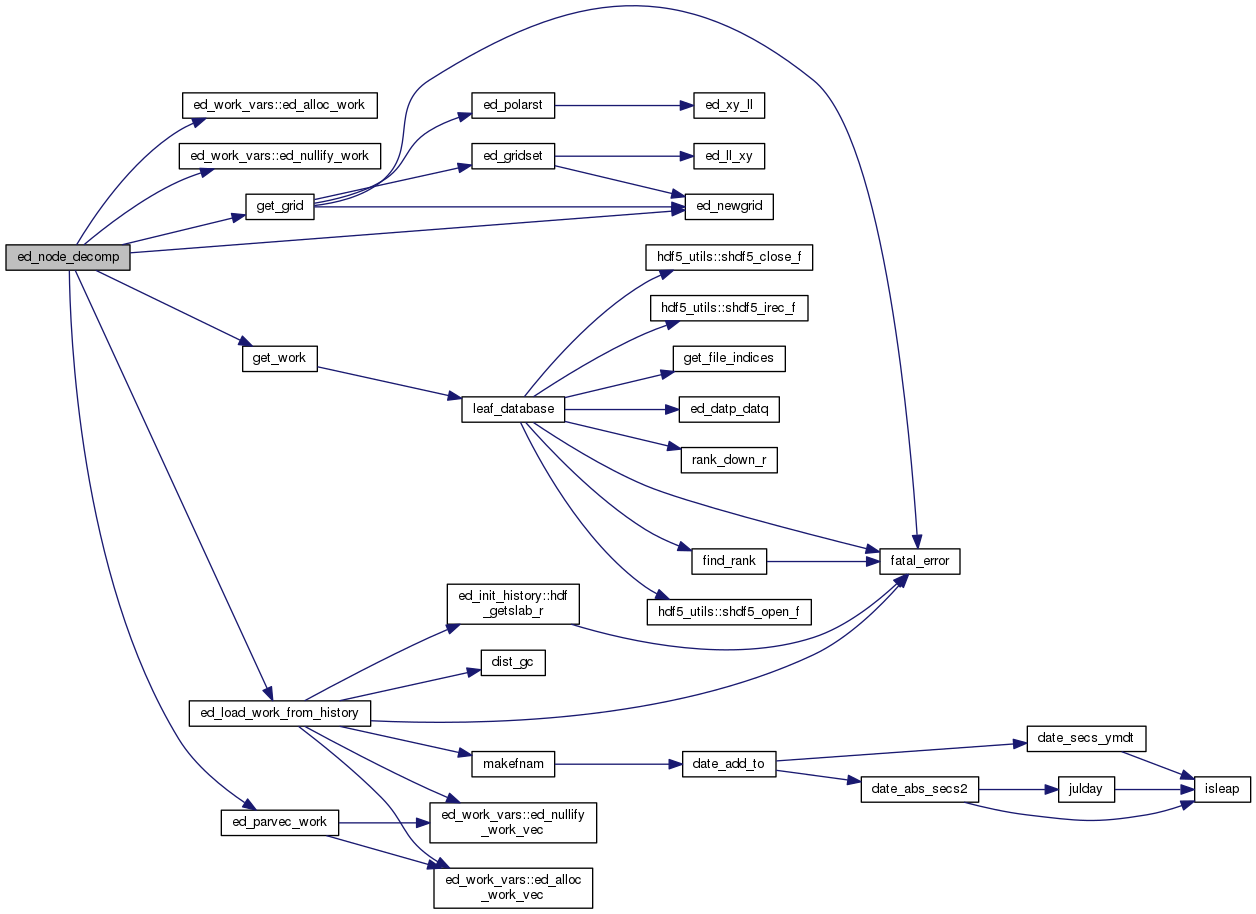 ed_work_vars::ed_alloc_work
ed_polarst
ed_xy_ll
ed_work_vars::ed_nullify_work
ed_gridset
ed_ll_xy
get_grid
ed_newgrid
ed_node_decomp
hdf5_utils::shdf5_close_f
hdf5_utils::shdf5_irec_f
get_work
get_file_indices
leaf_database
ed_datp_datq
rank_down_r
find_rank
fatal_error
ed_init_history::hdf
_getslab_r
hdf5_utils::shdf5_open_f
dist_gc
ed_load_work_from_history
makefnam
date_add_to
date_secs_ymdt
date_abs_secs2
julday
isleap
ed_parvec_work
ed_work_vars::ed_nullify
_work_vec
ed_work_vars::ed_alloc
_work_vec